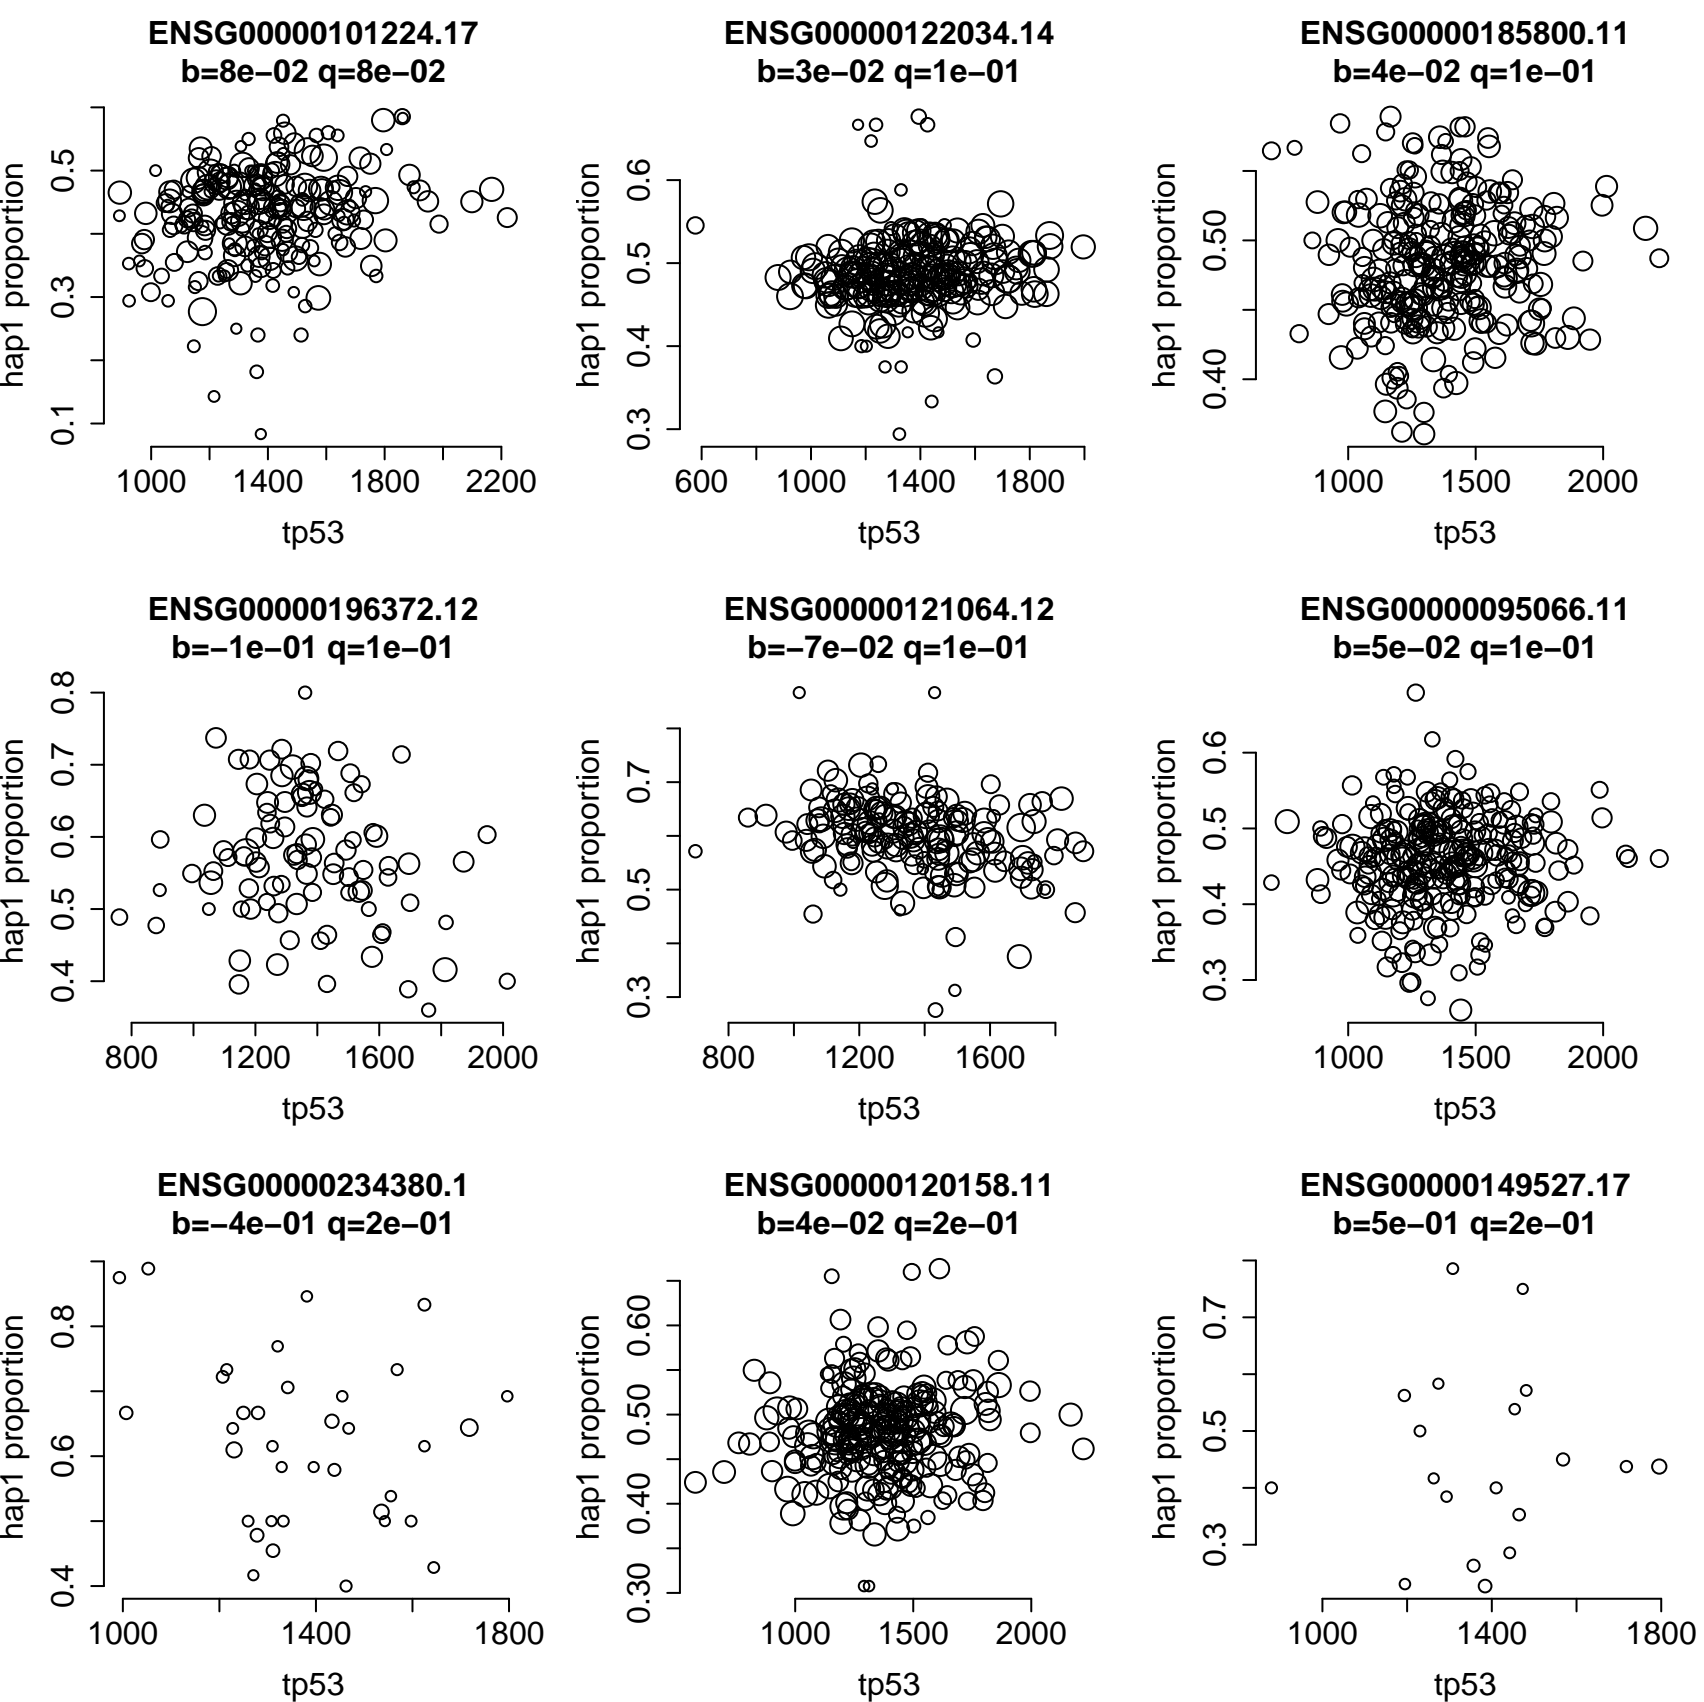 ENSG00000101224.17
b=8e−02 q=8e−02
hap1 proportion
0.1 0.3 0.5
1000 1400 1800 2200
tp53
ENSG00000122034.14
b=3e−02 q=1e−01
hap1 proportion
0.3 0.4 0.5 0.6
600 1000 1400 1800
tp53
ENSG00000185800.11
b=4e−02 q=1e−01
hap1 proportion
0.40 0.50
1000 1500 2000
tp53
ENSG00000196372.12
b=−1e−01 q=1e−01
hap1 proportion
0.4 0.5 0.6 0.7 0.8
800 1200 1600 2000
tp53
ENSG00000121064.12
b=−7e−02 q=1e−01
hap1 proportion
0.3 0.5 0.7
800 1200 1600
tp53
ENSG00000095066.11
b=5e−02 q=1e−01
hap1 proportion
0.3 0.4 0.5 0.6
1000 1500 2000
tp53
ENSG00000234380.1
b=−4e−01 q=2e−01
hap1 proportion
0.4 0.6 0.8
1000 1400 1800
tp53
ENSG00000120158.11
b=4e−02 q=2e−01
hap1 proportion
0.30 0.40 0.50 0.60
1000 1500 2000
tp53
ENSG00000149527.17
b=5e−01 q=2e−01
hap1 proportion
0.3 0.5 0.7
1000 1400 1800
tp53